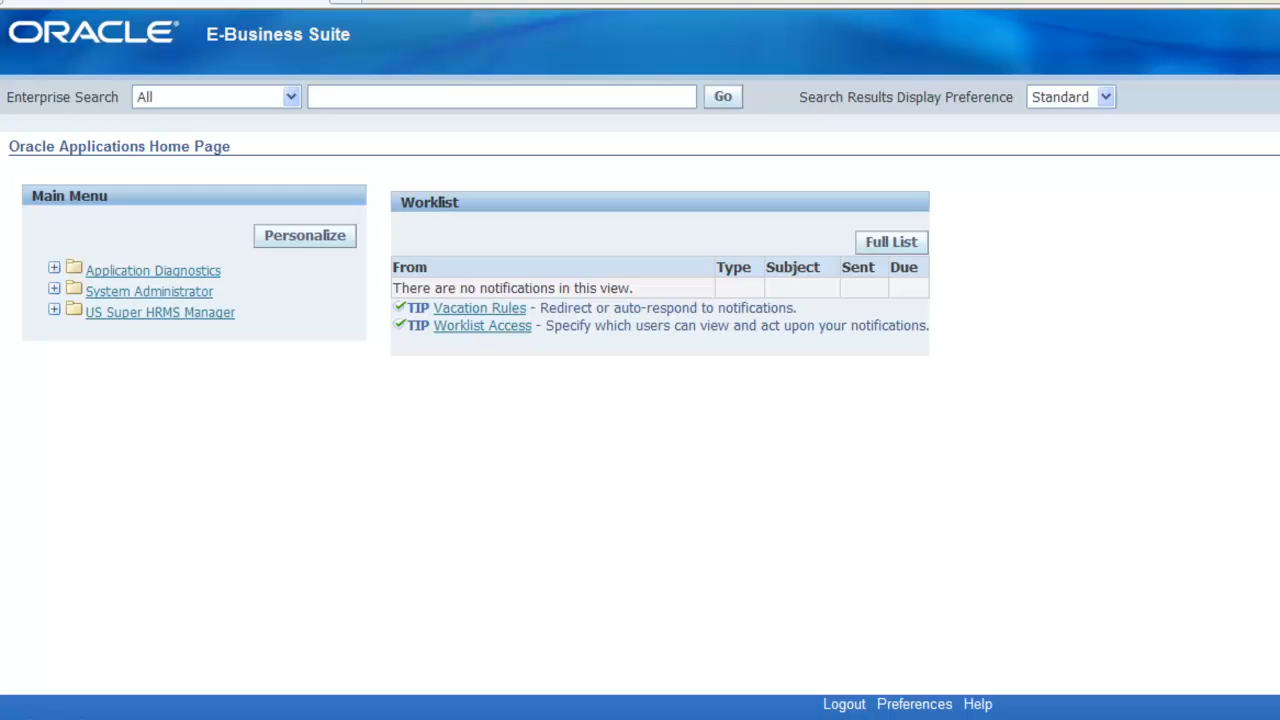 ORACLE® E-Business Suite
Enterprise Search All Go Search Results Display Preference Standard
Oracle Applications Home Page
Main Menu
Personalize
Application Diagnostics
System Administrator
US Super HRMS Manager
Worklist
Full List
From Type Subject Sent Due
There are no notifications in this view.
TIP Vacation Rules - Redirect or auto-respond to notifications.
TIP Worklist Access - Specify which users can view and act upon your notifications.
Logout Preferences Help